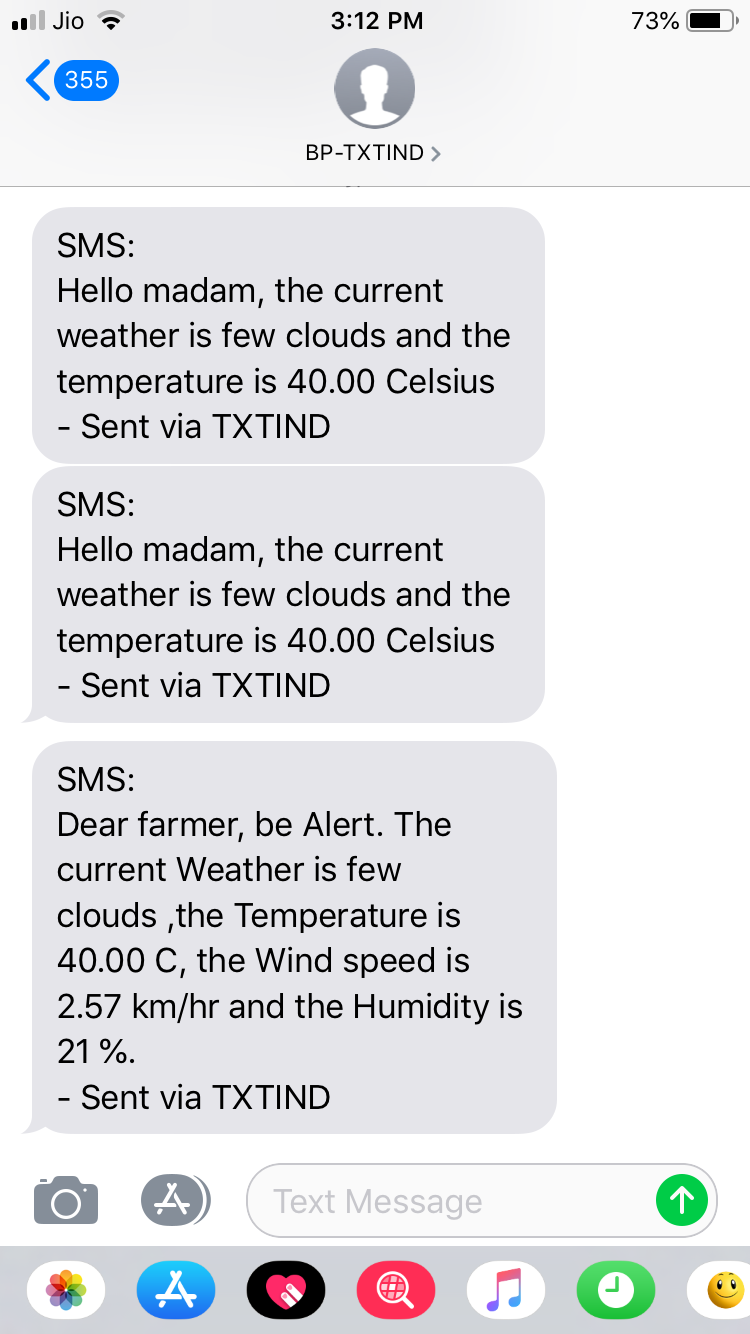 Jio 3:12 PM 73%
355
BP-TXTIND
SMS:
Hello madam, the current
weather is few clouds and the
temperature is 40.00 Celsius
- Sent via TXTIND
SMS:
Hello madam, the current
weather is few clouds and the
temperature is 40.00 Celsius
- Sent via TXTIND
SMS:
Dear farmer, be Alert. The
current Weather is few
clouds ,the Temperature is
40.00 C, the Wind speed is
2.57 km/hr and the Humidity is
21 %.
- Sent via TXTIND
Text Message